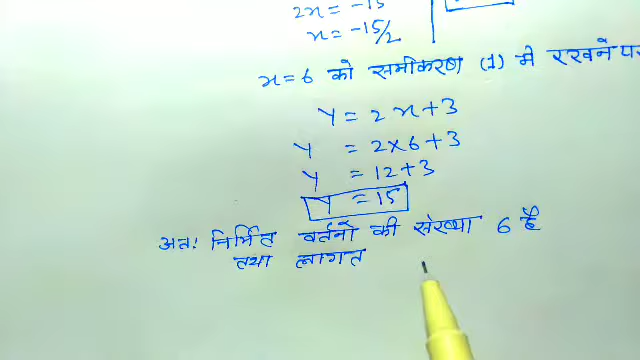 2x = -15
x = -15/2
x = 6 को समीकरण (1) में रखने पर
y = 2x + 3
y = 2×6 + 3
y = 12 + 3
y = 15
अतः निर्मित बर्तनो की संख्या 6 है
तथा लागत